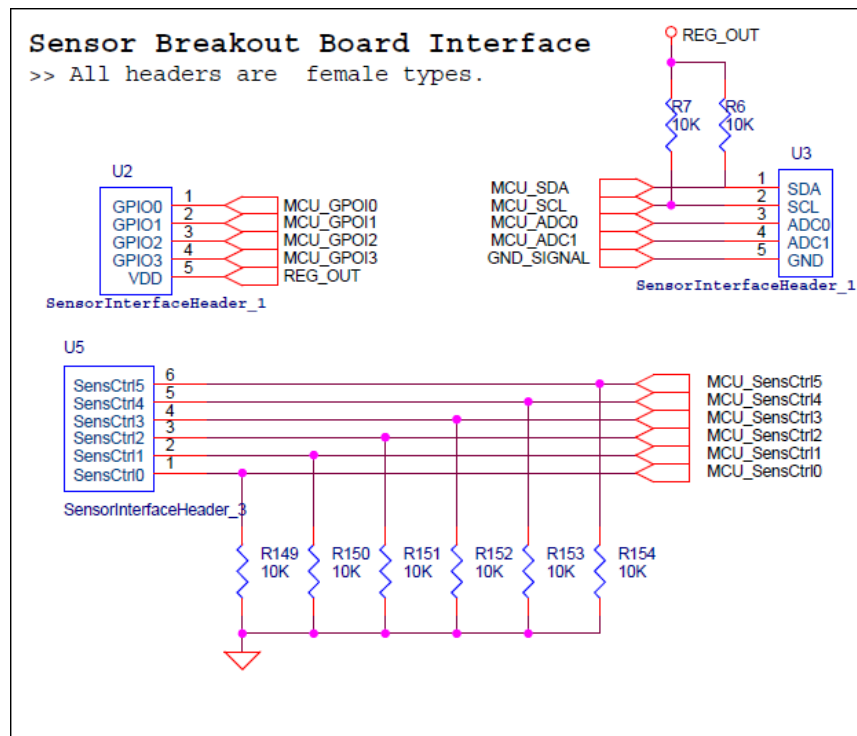 Sensor Breakout Board Interface
>> All headers are female types.
REG_OUT
R7
10K
R6
10K
U2
GPIO0 1 MCU_GPOI0
GPIO1 2 MCU_GPOI1
GPIO2 3 MCU_GPOI2
GPIO3 4 MCU_GPOI3
VDD 5 REG_OUT
SensorInterfaceHeader_1
U3
MCU_SDA 1 SDA
MCU_SCL 2 SCL
MCU_ADC0 3 ADC0
MCU_ADC1 4 ADC1
GND_SIGNAL 5 GND
SensorInterfaceHeader_1
U5
SensCtrl5 6 MCU_SensCtrl5
SensCtrl4 5 MCU_SensCtrl4
SensCtrl3 4 MCU_SensCtrl3
SensCtrl2 3 MCU_SensCtrl2
SensCtrl1 2 MCU_SensCtrl1
SensCtrl0 1 MCU_SensCtrl0
SensorInterfaceHeader_3
R149 R150 R151 R152 R153 R154
10K 10K 10K 10K 10K 10K